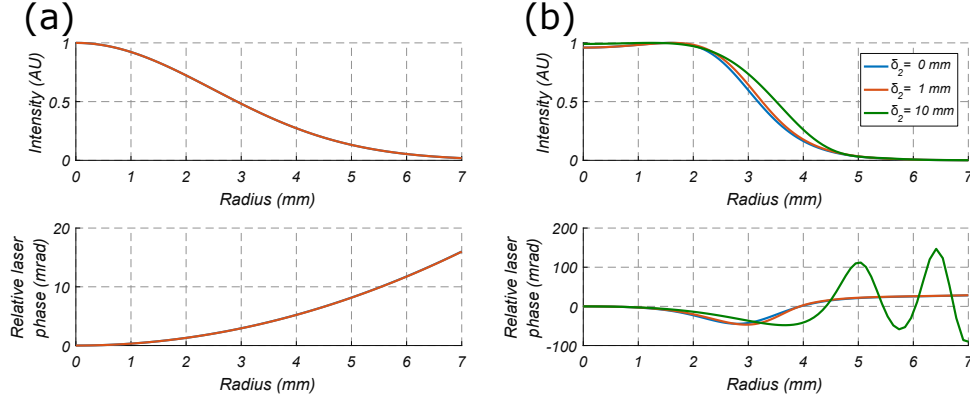 (a)
1
0.5
0
Intensity (AU)
0 1 2 3 4 5 6 7
Radius (mm)
20
10
0
Relative laser
phase (mrad)
0 1 2 3 4 5 6 7
Radius (mm)
(b)
1
0.5
0
Intensity (AU)
δ2= 0 mm
δ2= 1 mm
δ2= 10 mm
0 1 2 3 4 5 6 7
Radius (mm)
200
100
0
-100
Relative laser
phase (mrad)
0 1 2 3 4 5 6 7
Radius (mm)